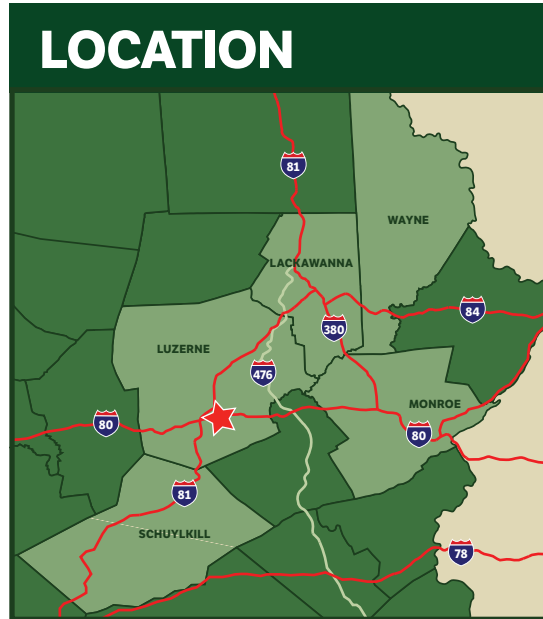 LOCATION
81
WAYNE
LACKAWANNA
84
380
LUZERNE
476
MONROE
80
80
81
SCHUYLKILL
78